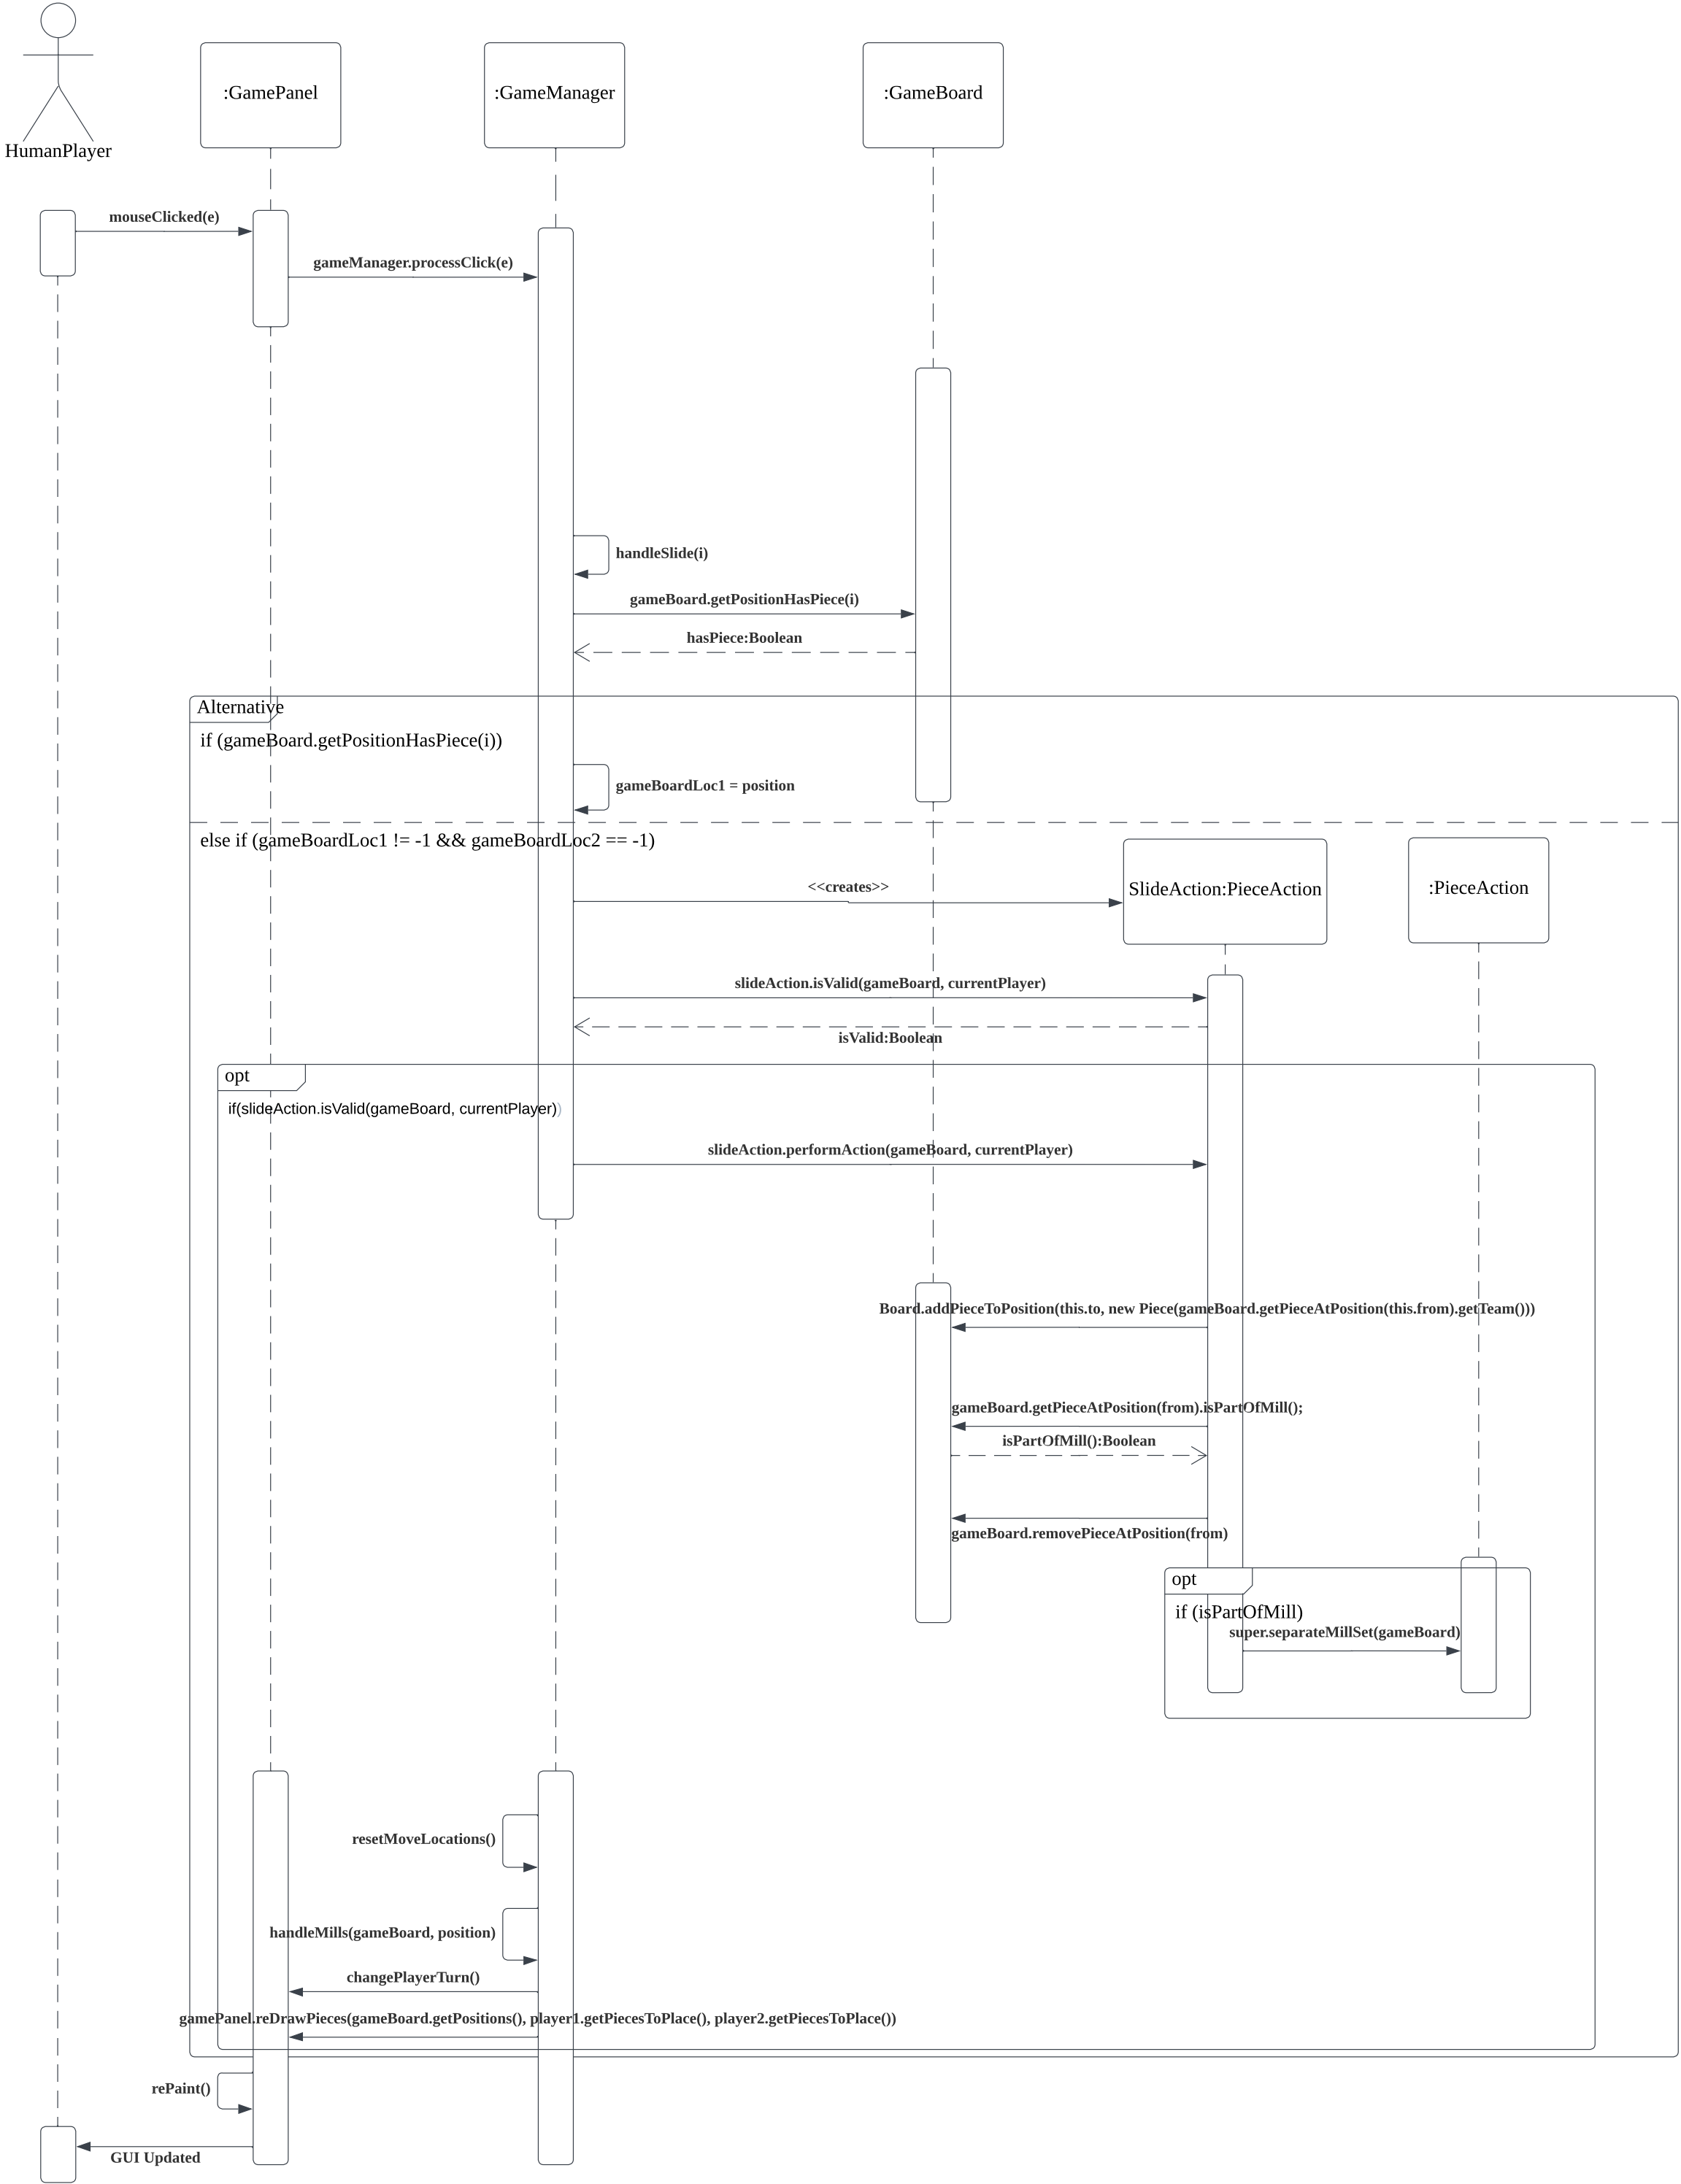 :GamePanel
:GameManager
:GameBoard
HumanPlayer
mouseClicked(e)
gameManager.processClick(e)
handleSlide(i)
gameBoard.getPositionHasPiece(i)
hasPiece:Boolean
Alternative
if (gameBoard.getPositionHasPiece(i))
gameBoardLoc1 = position
else if (gameBoardLoc1 != -1 && gameBoardLoc2 == -1)
<<creates>>
SlideAction:PieceAction
:PieceAction
slideAction.isValid(gameBoard, currentPlayer)
isValid:Boolean
opt
if(slideAction.isValid(gameBoard, currentPlayer))
slideAction.performAction(gameBoard, currentPlayer)
Board.addPieceToPosition(this.to, new Piece(gameBoard.getPieceAtPosition(this.from).getTeam()))
gameBoard.getPieceAtPosition(from).isPartOfMill();
isPartOfMill():Boolean
gameBoard.removePieceAtPosition(from)
opt
if (isPartOfMill)
super.separateMillSet(gameBoard)
resetMoveLocations()
handleMills(gameBoard, position)
changePlayerTurn()
gamePanel.reDrawPieces(gameBoard.getPositions(), player1.getPiecesToPlace(), player2.getPiecesToPlace())
rePaint()
GUI Updated